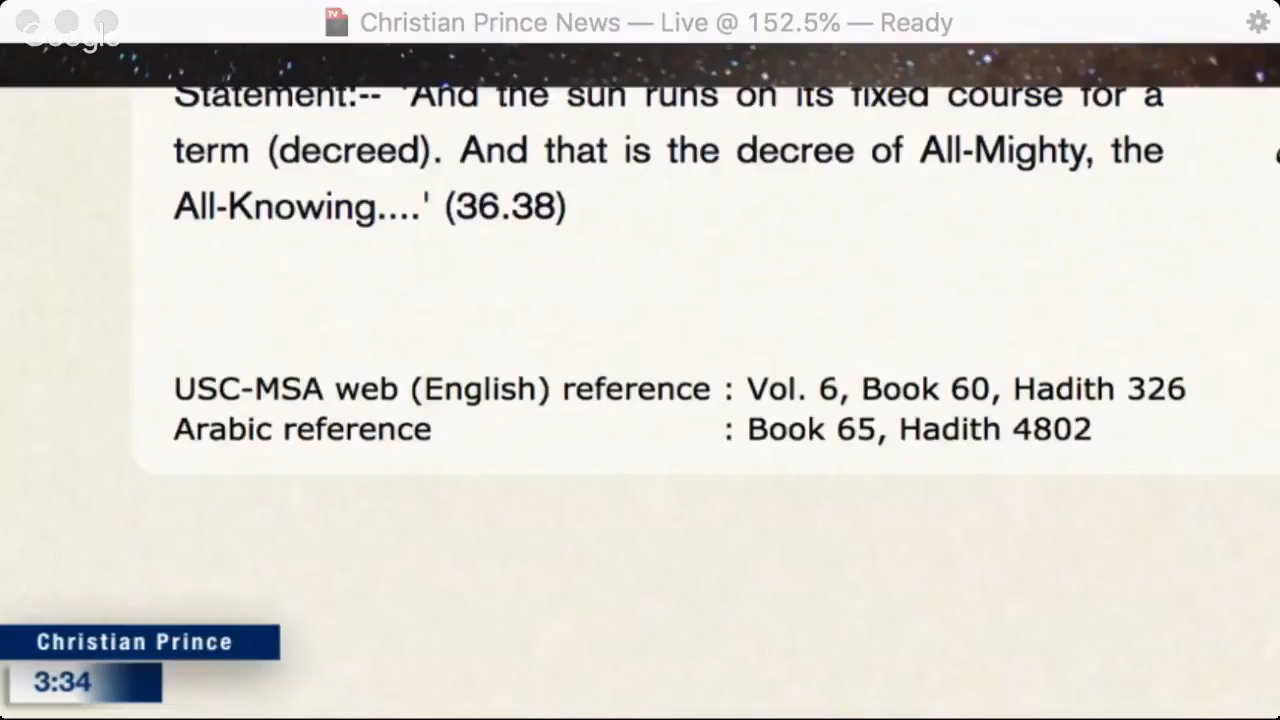 Christian Prince News — Live @ 152.5% — Ready
Google
Statement:-- 'And the sun runs on its fixed course for a
term (decreed). And that is the decree of All-Mighty, the
All-Knowing....' (36.38)
USC-MSA web (English) reference : Vol. 6, Book 60, Hadith 326
Arabic reference : Book 65, Hadith 4802
Christian Prince
3:34